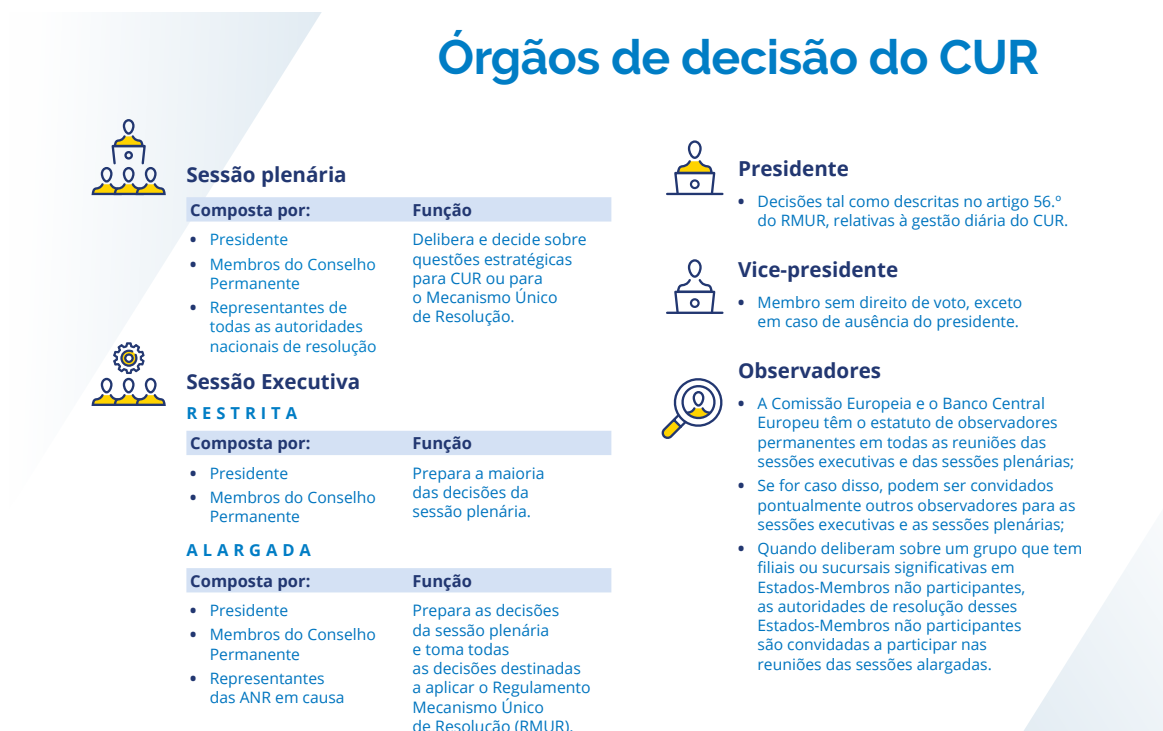 Órgãos de decisão do CUR
Sessão plenária
Composta por: Função
• Presidente
• Membros do Conselho
Permanente
• Representantes de
todas as autoridades
nacionais de resolução
Delibera e decide sobre
questões estratégicas
para CUR ou para
o Mecanismo Único
de Resolução.
Sessão Executiva
RESTRITA
Composta por: Função
• Presidente
• Membros do Conselho
Permanente
Prepara a maioria
das decisões da
sessão plenária.
ALARGADA
Composta por: Função
• Presidente
• Membros do Conselho
Permanente
• Representantes
das ANR em causa
Prepara as decisões
da sessão plenária
e toma todas
as decisões destinadas
a aplicar o Regulamento
Mecanismo Único
de Resolução (RMUR).
Presidente
• Decisões tal como descritas no artigo 56.º
do RMUR, relativas à gestão diária do CUR.
Vice-presidente
• Membro sem direito de voto, exceto
em caso de ausência do presidente.
Observadores
• A Comissão Europeia e o Banco Central
Europeu têm o estatuto de observadores
permanentes em todas as reuniões das
sessões executivas e das sessões plenárias;
• Se for caso disso, podem ser convidados
pontualmente outros observadores para as
sessões executivas e as sessões plenárias;
• Quando deliberam sobre um grupo que tem
filiais ou sucursais significativas em
Estados-Membros não participantes,
as autoridades de resolução desses
Estados-Membros não participantes
são convidadas a participar nas
reuniões das sessões alargadas.